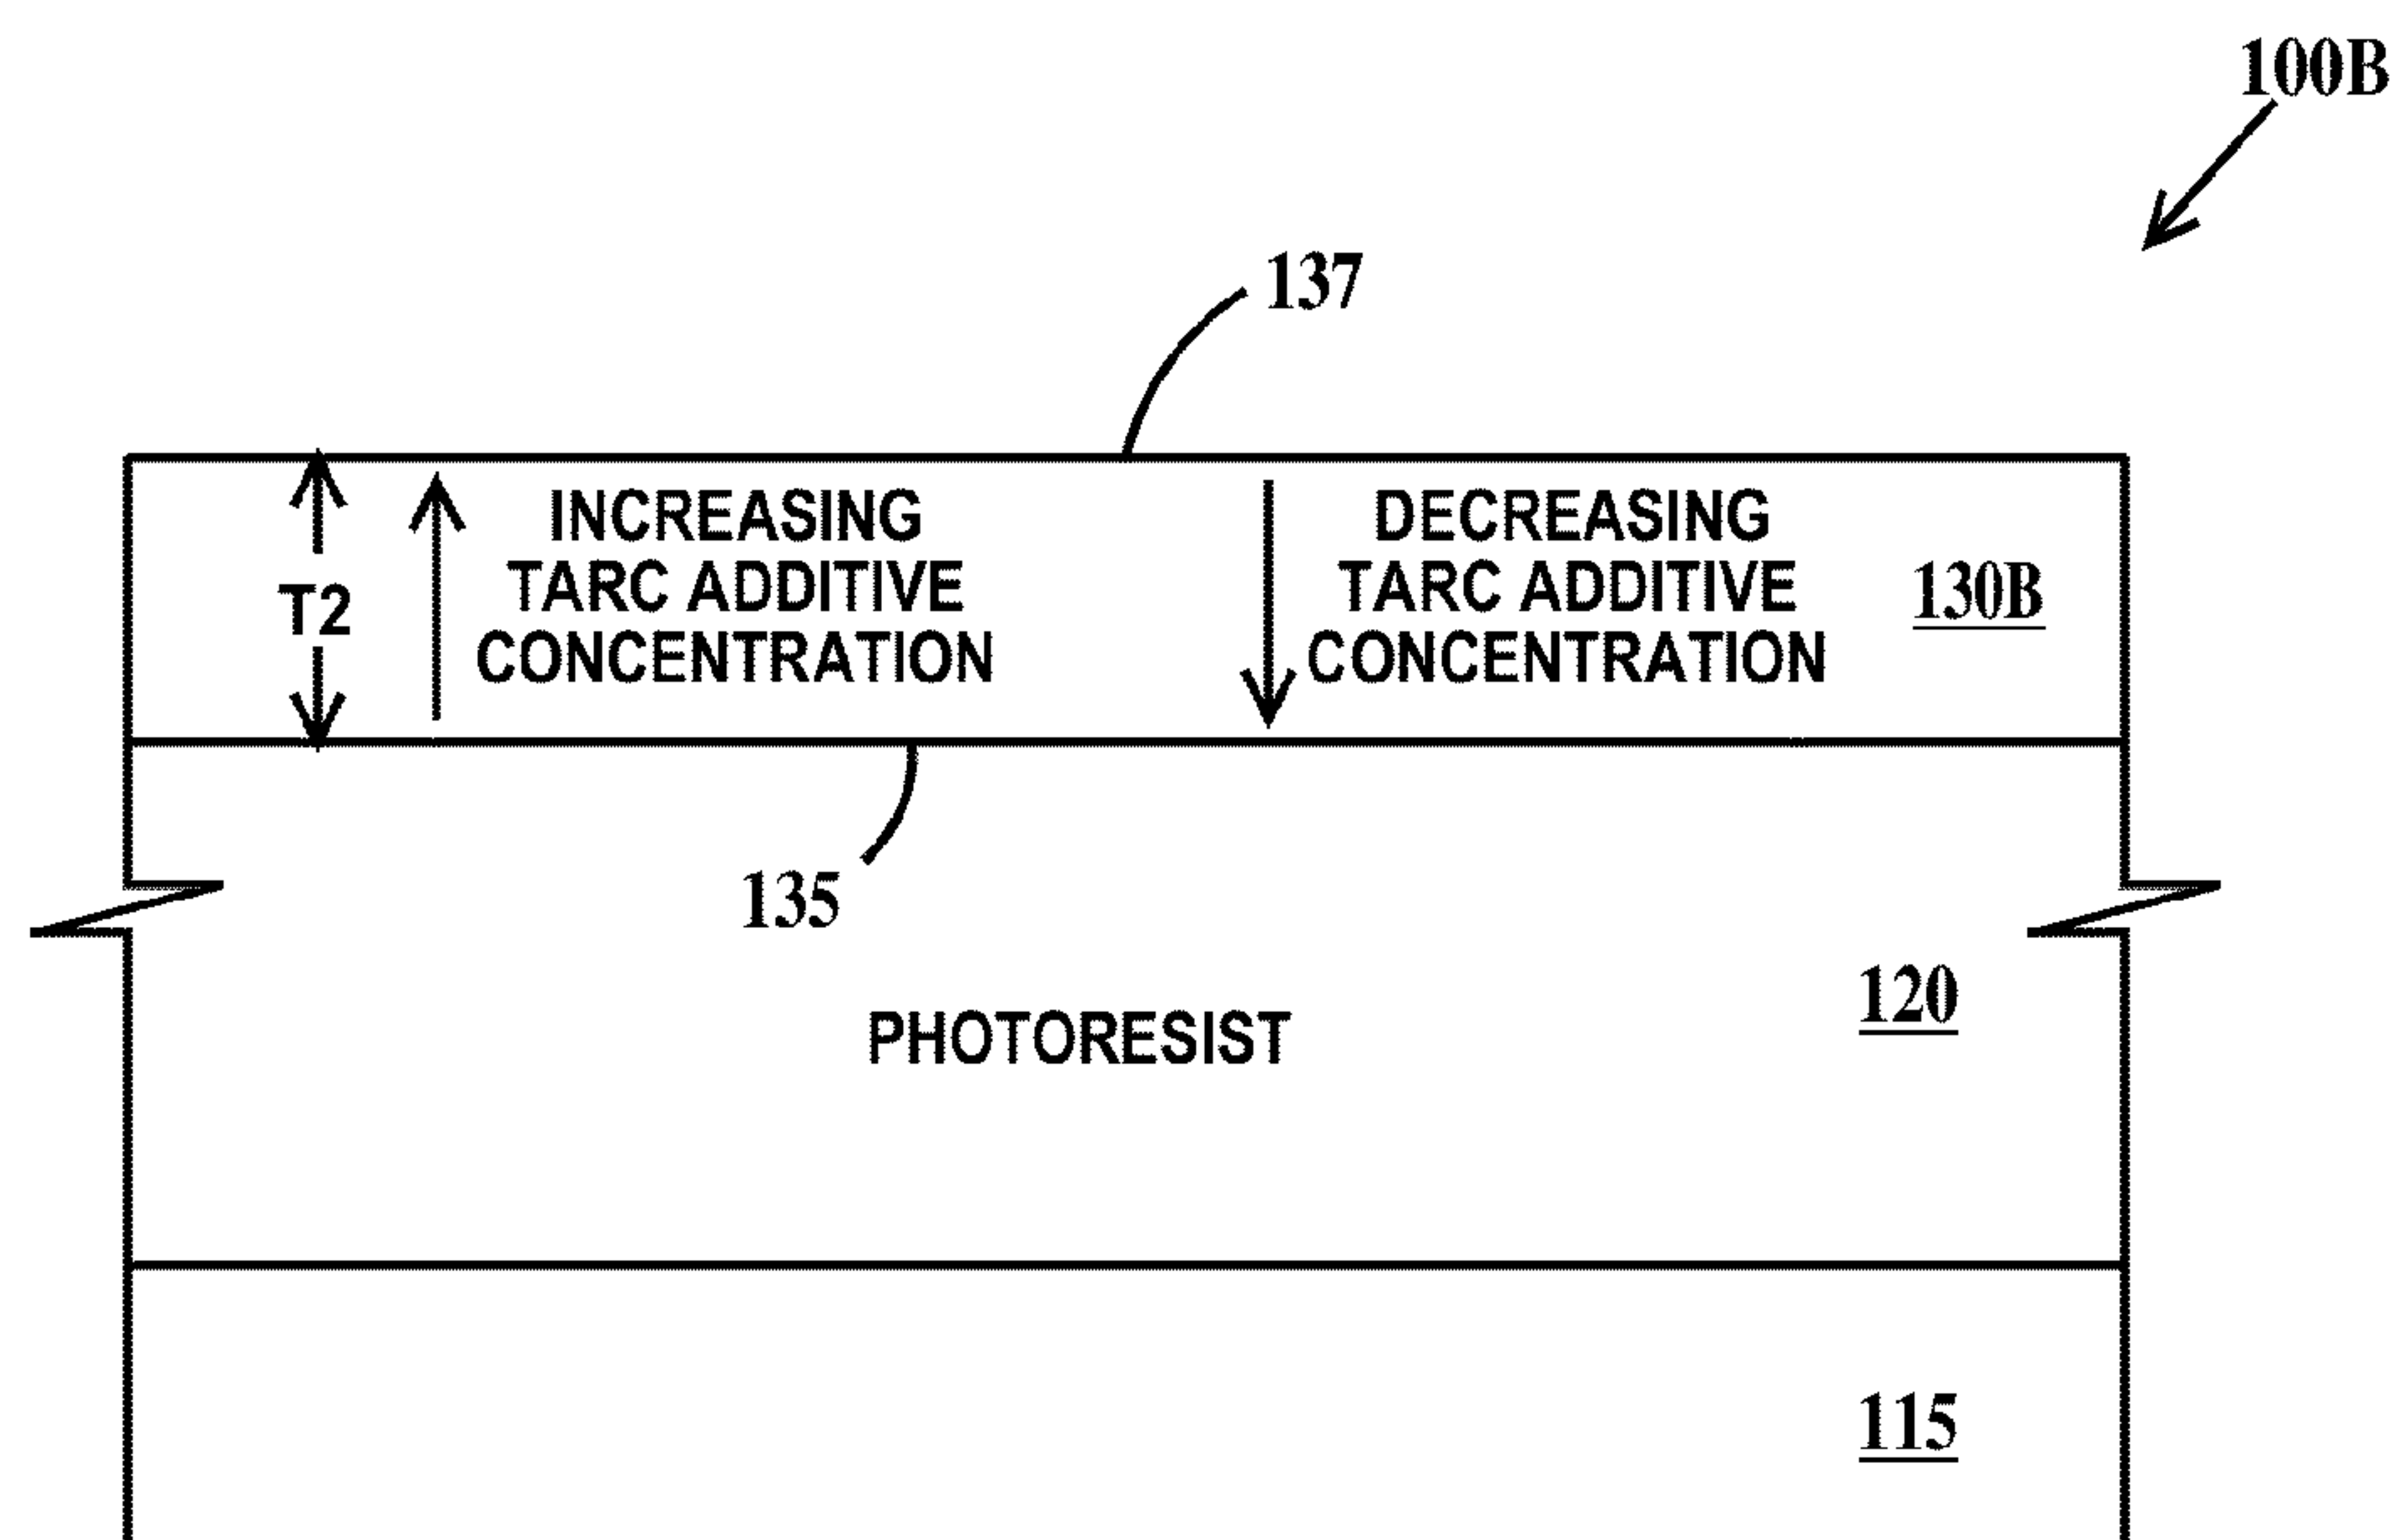 100B
137
INCREASING
TARC ADDITIVE
CONCENTRATION
T2
DECREASING
TARC ADDITIVE
CONCENTRATION
130B
135
120
PHOTORESIST
115